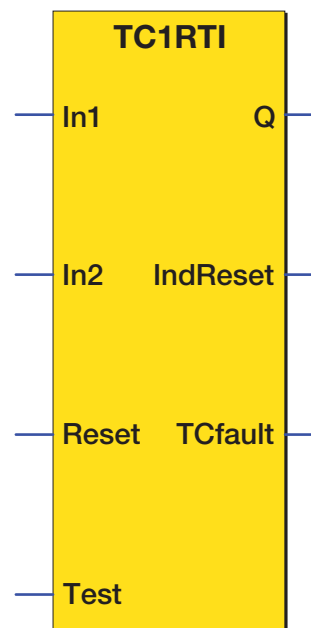 TC1RTI
In1 Q
In2 IndReset
Reset TCfault
Test